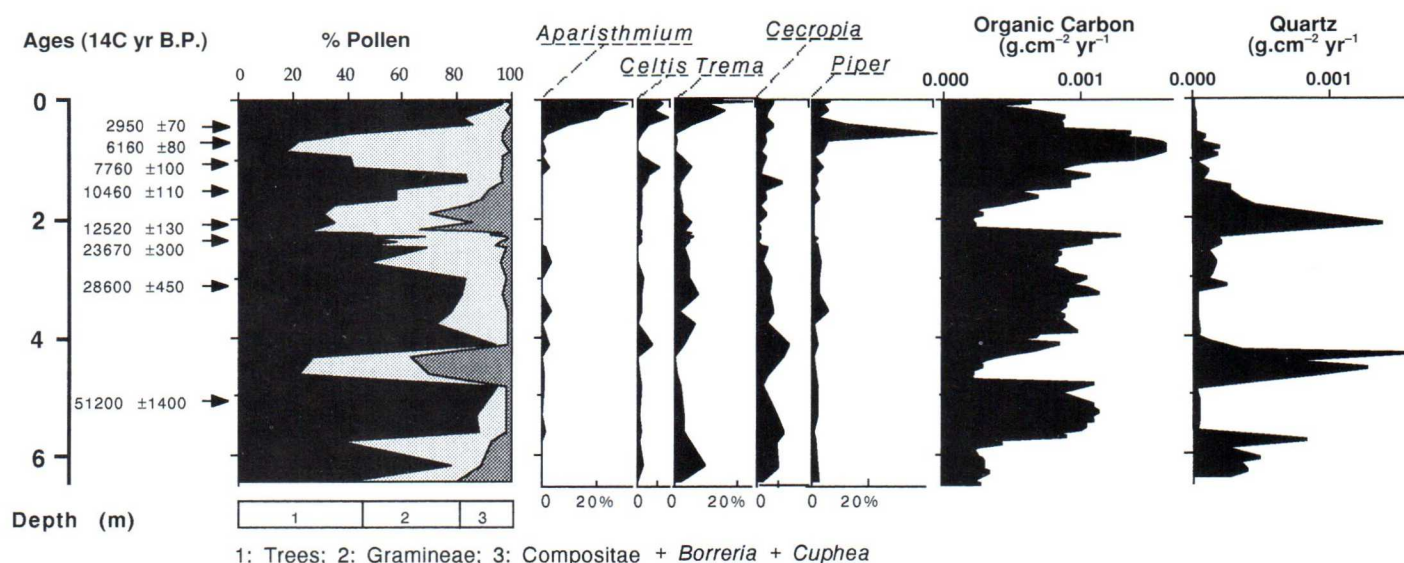 Ages (14C yr B.P.)
% Pollen
Aparisthmium
Celtis Trema
Cecropia
Piper
Organic Carbon
(g.cm⁻² yr⁻¹
Quartz
(g.cm⁻² yr⁻¹
0 20 40 60 80 100
0.000 0.001
0.000 0.001
0
2950 ±70
6160 ±80
7760 ±100
10460 ±110
2
12520 ±130
23670 ±300
28600 ±450
4
51200 ±1400
6
0 20%
0
0 20%
0
0 20%
Depth (m)
1 2 3
1: Trees; 2: Gramineae; 3: Compositae + Borreria + Cuphea